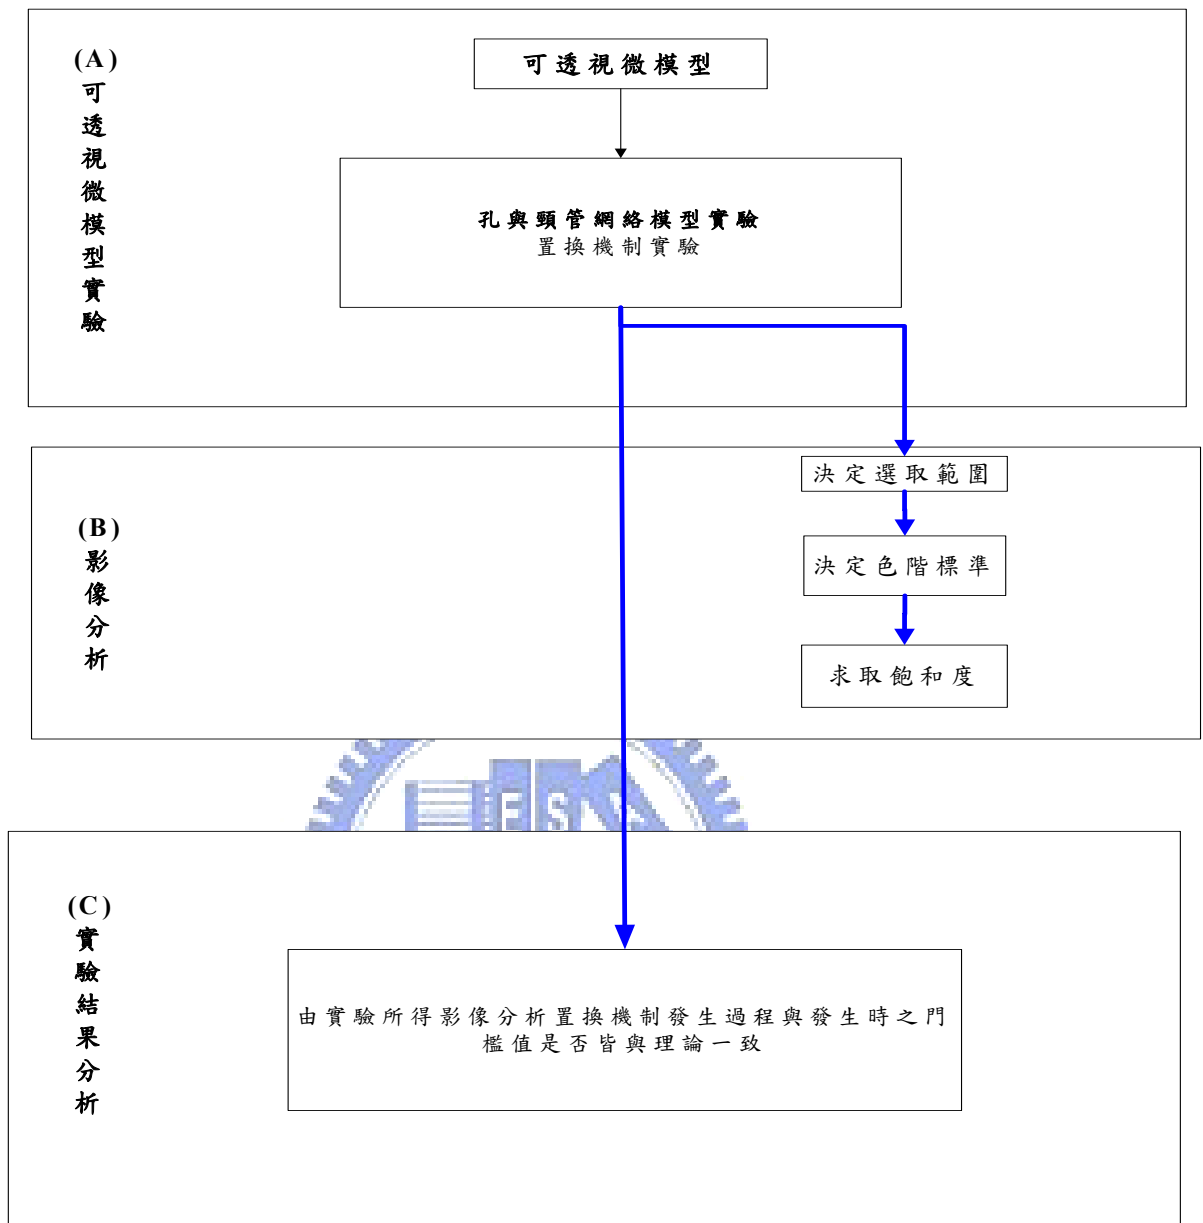 (A)
可透視微模型實驗
可透視微模型
孔與頸管網絡模型實驗
置換機制實驗
(B)
影像分析
決定選取範圍
決定色階標準
求取飽和度
ES
(C)
實驗結果分析
由實驗所得影像分析置換機制發生過程與發生時之門
檻值是否皆與理論一致